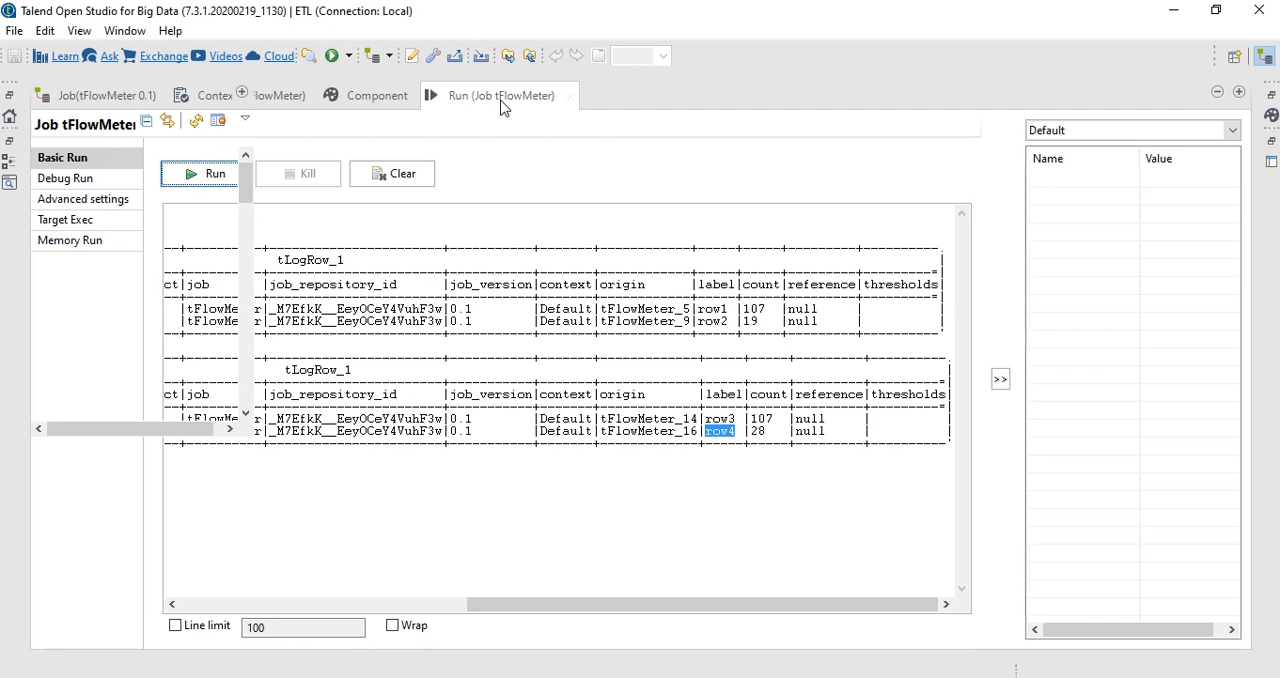 Talend Open Studio for Big Data (7.3.1.20200219_1130) | ETL (Connection: Local)
File Edit View Window Help
Learn Ask Exchange Videos Cloud
Job(tFlowMeter 0.1) Contex lowMeter) Component Run (Job tFlowMeter)
Job tFlowMeter
Default
Basic Run
Debug Run
Advanced settings
Target Exec
Memory Run
Run Kill Clear
Name Value
tLogRow_1
ct|job |job_repository_id |job_version|context|origin |label|count|reference|thresholds
|tFlowMe r|_M7EfkK__EeyOCeY4VuhF3w|0.1 |Default|tFlowMeter_5|row1 |107 |null |
|tFlowMe r|_M7EfkK__EeyOCeY4VuhF3w|0.1 |Default|tFlowMeter_9|row2 |19 |null |
tLogRow_1
ct|job |job_repository_id |job_version|context|origin |label|count|reference|thresholds
|tFlowMe r|_M7EfkK__EeyOCeY4VuhF3w|0.1 |Default|tFlowMeter_14|row3 |107 |null |
r|_M7EfkK__EeyOCeY4VuhF3w|0.1 |Default|tFlowMeter_16|row4 |28 |null |
>>
Line limit 100 Wrap